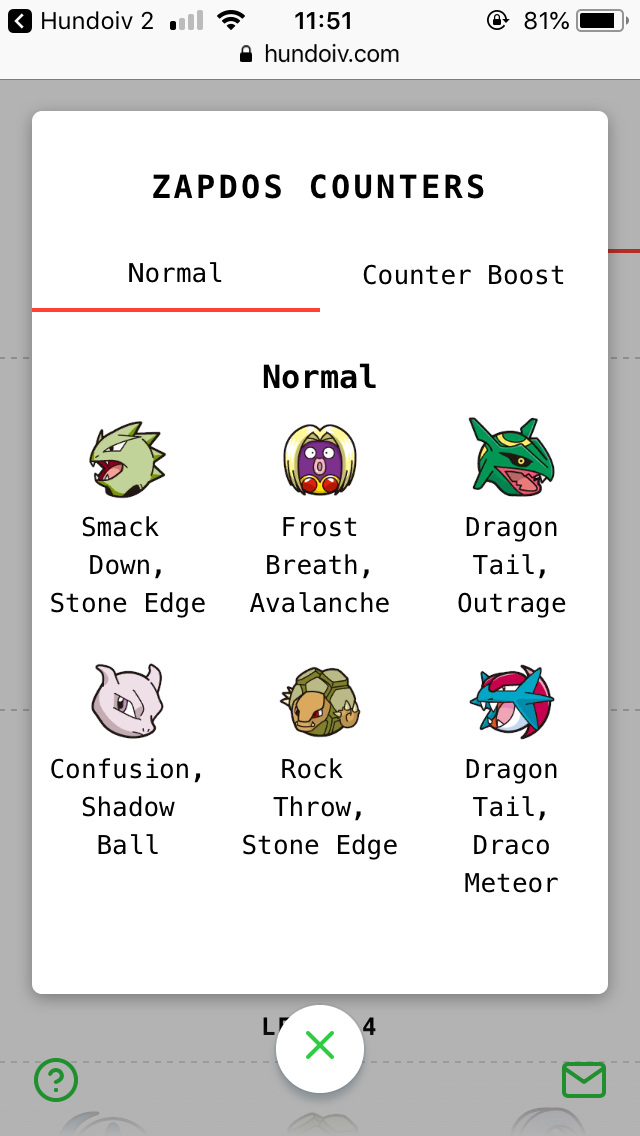 Hundoiv 2 11:51 81%
hundoiv.com
ZAPDOS COUNTERS
Normal Counter Boost
Normal
Smack Frost Dragon
Down, Breath, Tail,
Stone Edge Avalanche Outrage
Confusion, Rock Dragon
Shadow Throw, Tail,
Ball Stone Edge Draco
Meteor
4